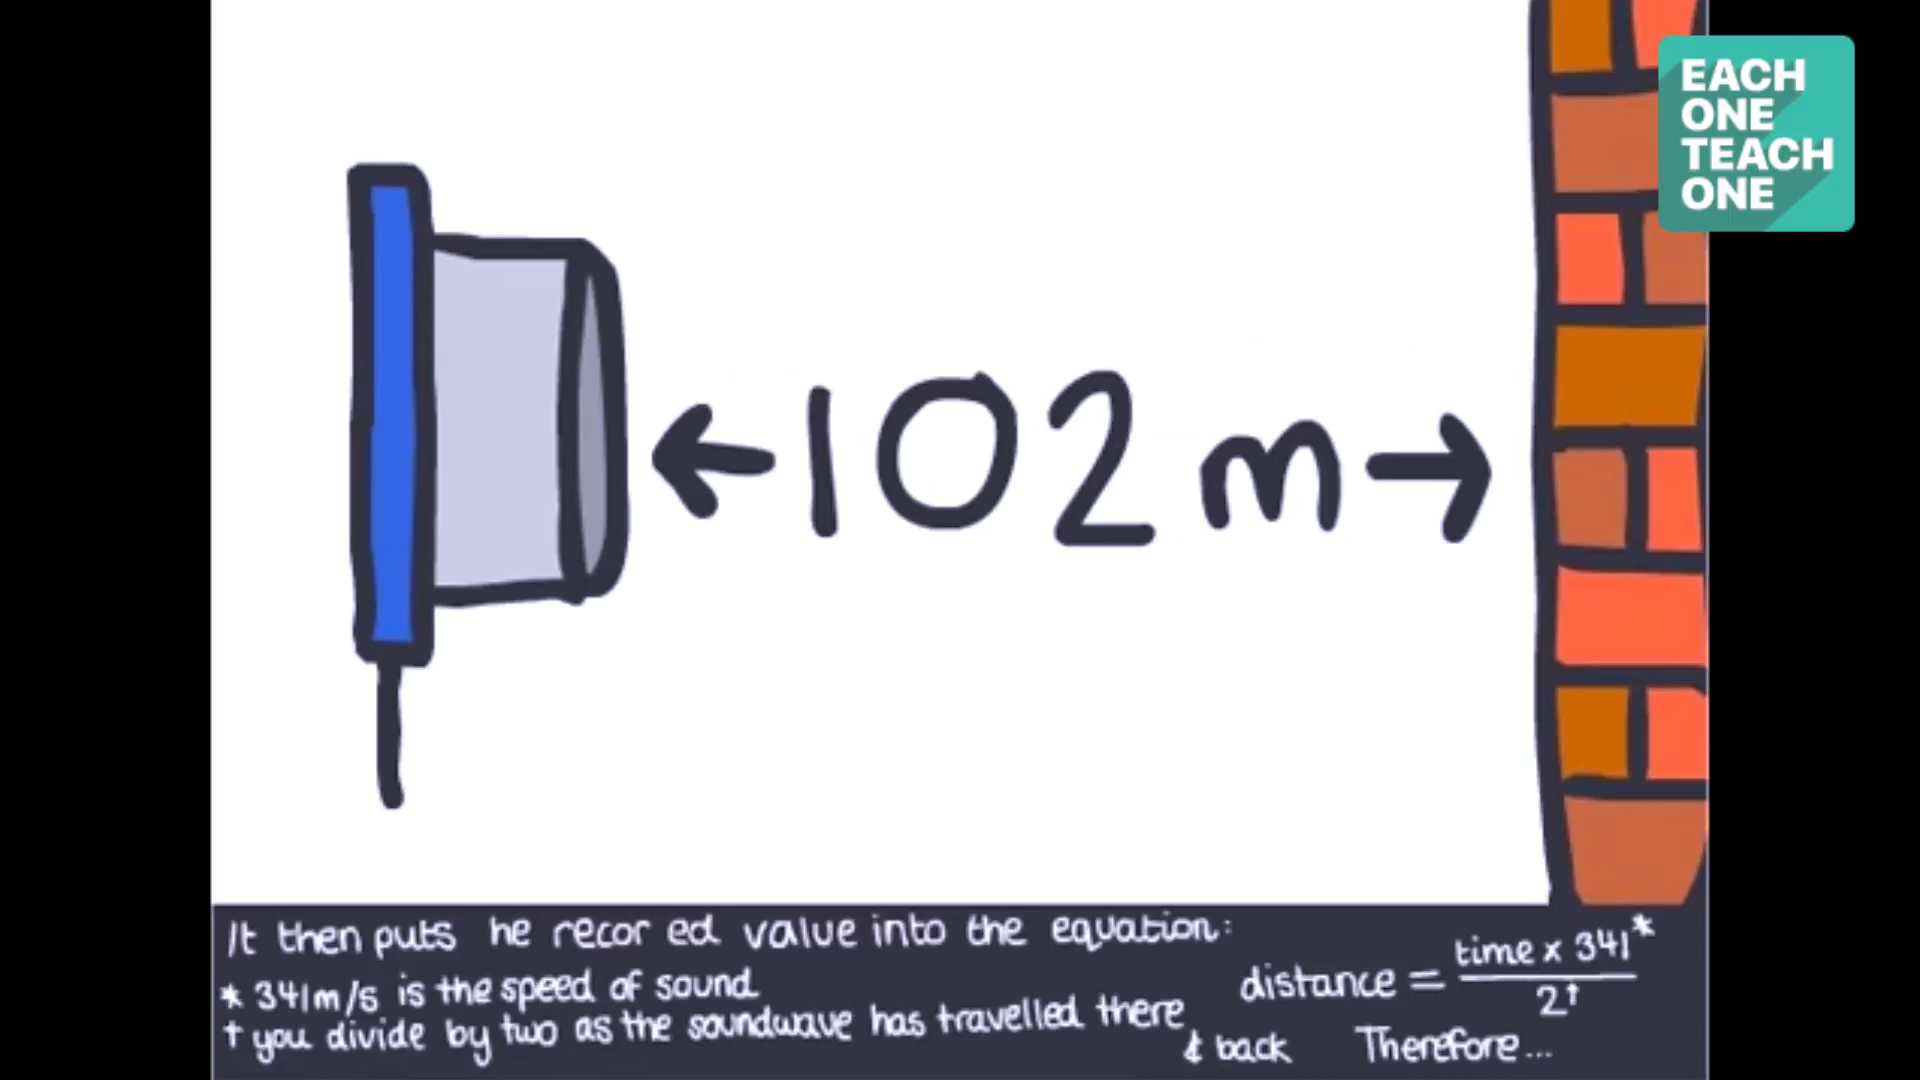 EACH
ONE
TEACH
ONE
102m
It then puts he recor ed value into the equation:
distance = time x 341* / 2†
* 341m/s is the speed of sound
† you divide by two as the soundwave has travelled there
& back
Therefore...